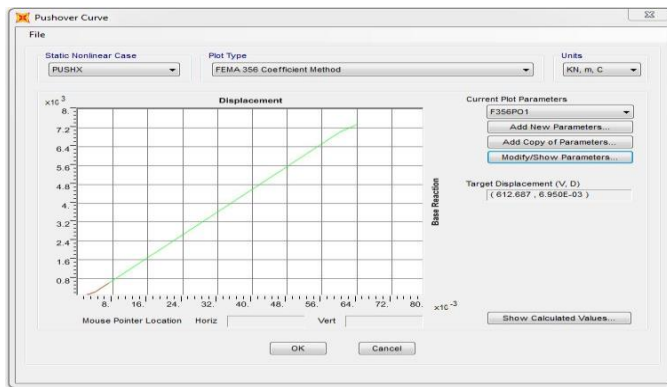 Pushover Curve
File
Static Nonlinear Case
PUSHX
Plot Type
FEMA 356 Coefficient Method
Units
KN, m, C
x10 3
Displacement
8.
7.2
6.4
5.6
4.8
4.
3.2
2.4
1.6
0.8
8. 16. 24. 32. 40. 48. 56. 64. 72. 80. x10 -3
Base Reaction
Mouse Pointer Location Horiz Vert
Current Plot Parameters
F356PO1
Add New Parameters...
Add Copy of Parameters...
Modify/Show Parameters...
Target Displacement (V, D)
( 612.687 , 6.950E-03 )
Show Calculated Values...
OK Cancel